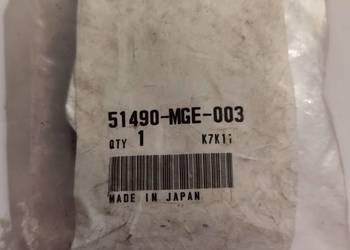 51490-MGE-003
QTY 1 K7K1i
MADE IN JAPAN